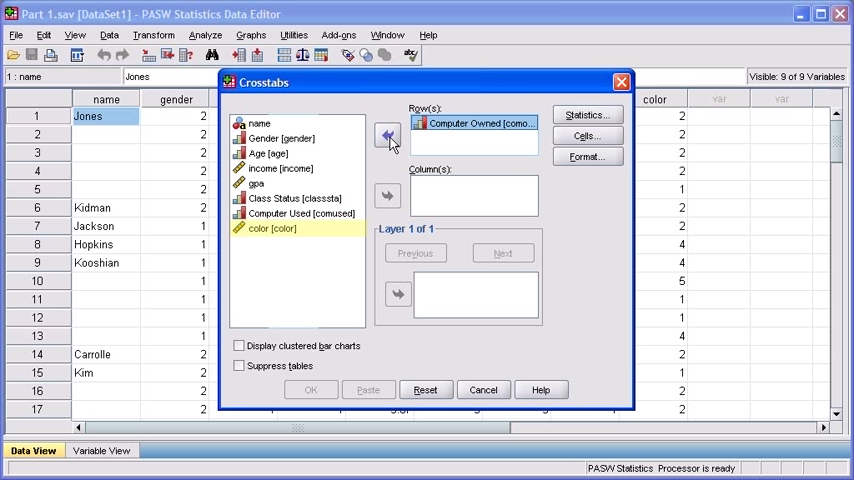 Part 1.sav [DataSet1] - PASW Statistics Data Editor
File Edit View Data Transform Analyze Graphs Utilities Add-ons Window Help
1 : name Jones Visible: 9 of 9 Variables
name gender color var var
1 Jones 2 2
2 2 2
3 2 2
4 2 2
5 2 1
6 Kidman 2 2
7 Jackson 1 2
8 Hopkins 1 4
9 Kooshian 1 4
10 1 5
11 1 1
12 1 1
13 1 4
14 Carrolle 2 2
15 Kim 2 1
16 2 2
17 2 2
Crosstabs
name
Gender [gender]
Age [age]
income [income]
gpa
Class Status [classsta]
Computer Used [comused]
color [color]
Row(s):
Computer Owned [como...
Column(s):
Layer 1 of 1
Previous Next
Statistics...
Cells...
Format...
Display clustered bar charts
Suppress tables
OK Paste Reset Cancel Help
Data View Variable View
PASW Statistics Processor is ready